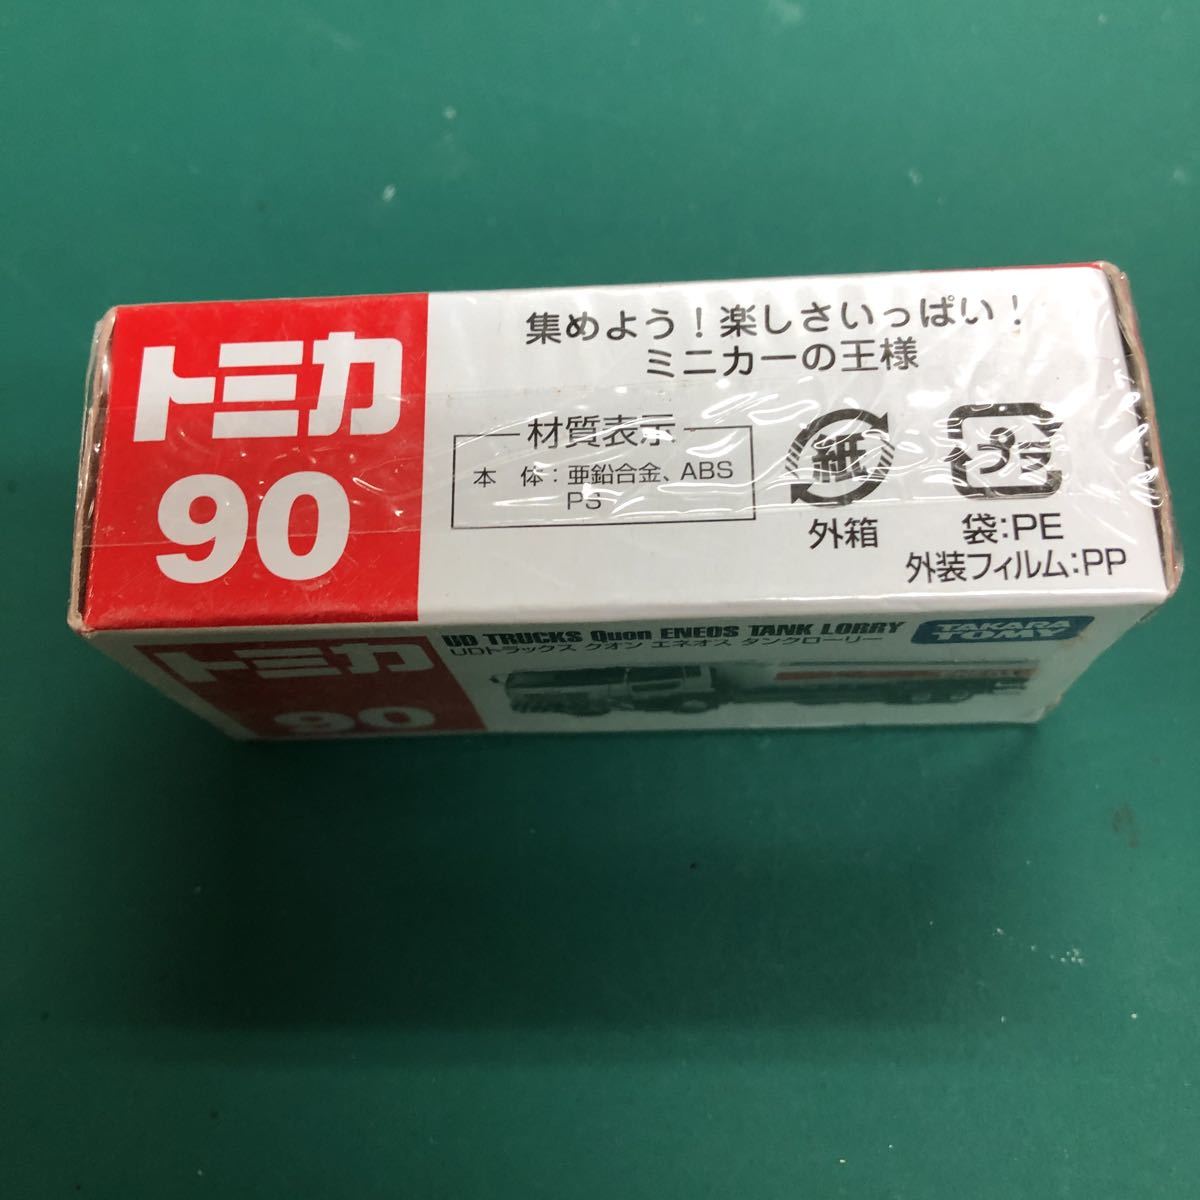 トミカ
90
集めよう！楽しさいっぱい！
ミニカーの王様
材質表示
本 体：亜鉛合金、ABS
PS
紙
外箱
プラ
袋：PE
外装フィルム：PP
トミカ
90
UD TRUCKS Quon ENEOS TANK LORRY
UDトラックス クオン エネオス タンクローリー
TAKARA
TOMY